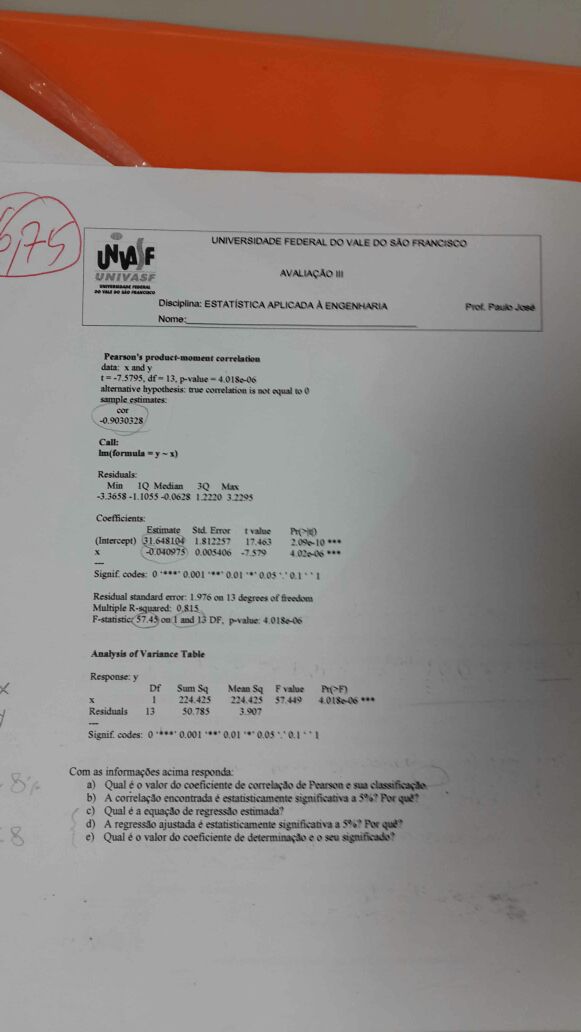 6,75
UNIVASF
UNIVERSIDADE FEDERAL
DO VALE DO SÃO FRANCISCO
UNIVERSIDADE FEDERAL DO VALE DO SÃO FRANCISCO
AVALIAÇÃO III
Disciplina: ESTATÍSTICA APLICADA À ENGENHARIA Prof. Paulo José
Nome:
Pearson's product-moment correlation
data: x and y
t = -7.5795, df = 13, p-value = 4.018e-06
alternative hypothesis: true correlation is not equal to 0
sample estimates:
cor
-0.9030328
Call:
lm(formula = y ~ x)
Residuals:
Min 1Q Median 3Q Max
-3.3658 -1.1055 -0.0628 1.2220 3.2295
Coefficients:
Estimate Std. Error t value Pr(>|t|)
(Intercept) 31.648104 1.812257 17.463 2.09e-10 ***
x -0.040975 0.005406 -7.579 4.02e-06 ***
---
Signif. codes: 0 '***' 0.001 '**' 0.01 '*' 0.05 '.' 0.1 ' ' 1
Residual standard error: 1.976 on 13 degrees of freedom
Multiple R-squared: 0.815
F-statistic: 57.45 on 1 and 13 DF, p-value: 4.018e-06
Analysis of Variance Table
Response: y
Df Sum Sq Mean Sq F value Pr(>F)
x 1 224.425 224.425 57.449 4.018e-06 ***
Residuals 13 50.785 3.907
---
Signif. codes: 0 '***' 0.001 '**' 0.01 '*' 0.05 '.' 0.1 ' ' 1
Com as informações acima responda:
a) Qual é o valor do coeficiente de correlação de Pearson e sua classificação
b) A correlação encontrada é estatisticamente significativa a 5%? Por quê?
c) Qual é a equação de regressão estimada?
d) A regressão ajustada é estatisticamente significativa a 5%? Por quê?
e) Qual é o valor do coeficiente de determinação e o seu significado?